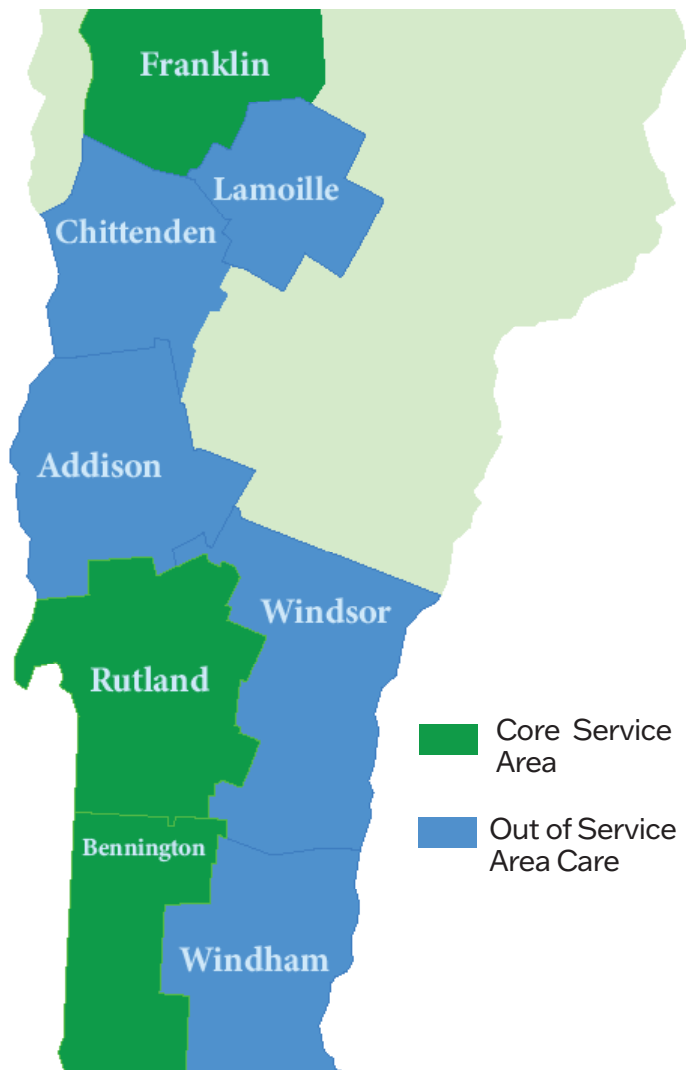 Franklin
Lamoille
Chittenden
Addison
Windsor
Rutland
Core Service
Area
Out of Service
Area Care
Bennington
Windham